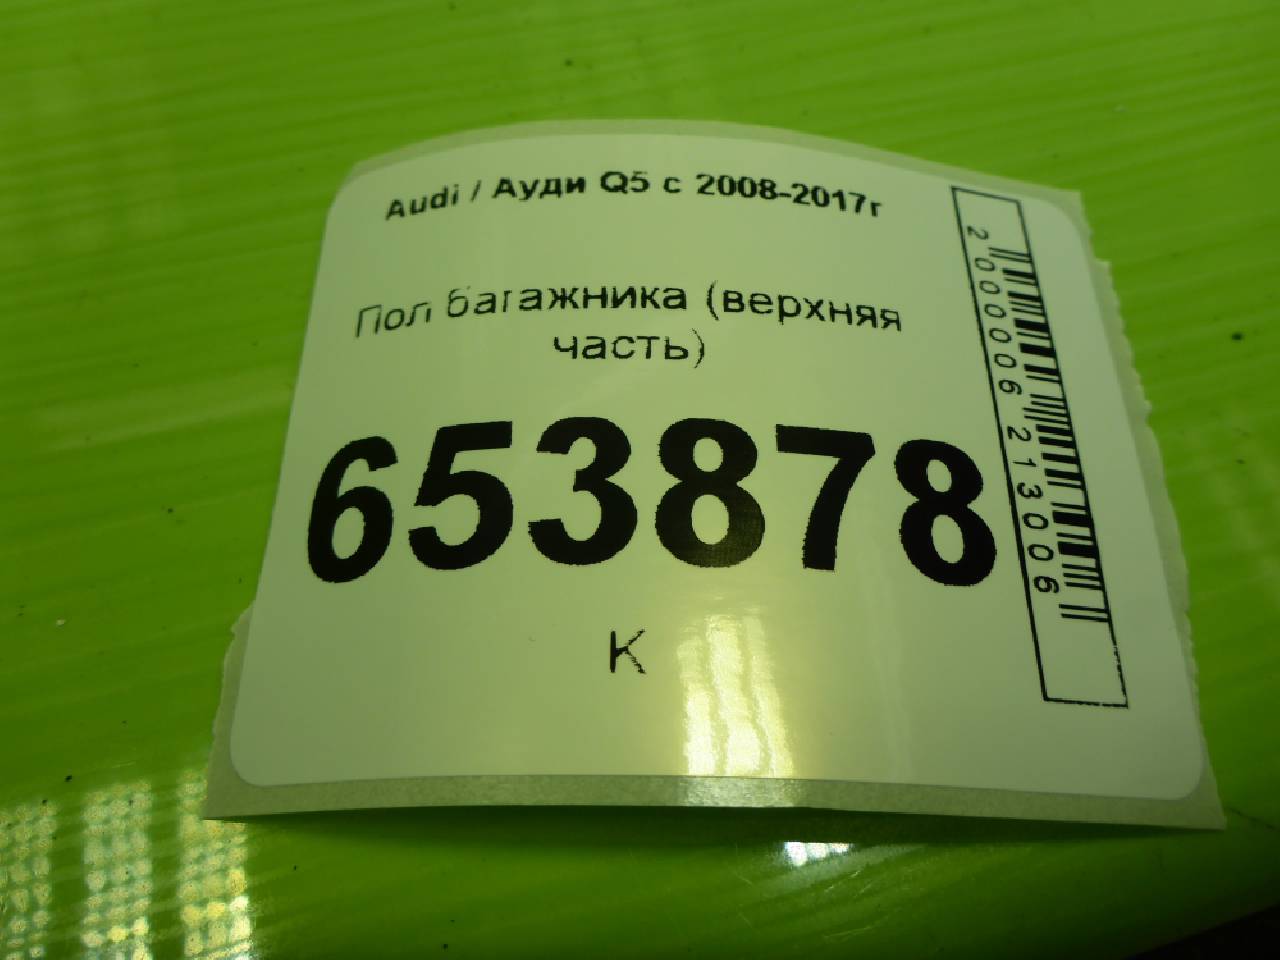 Audi / Ауди Q5 с 2008-2017г
Пол багажника (верхняя
часть)
653878
К
2000006213006